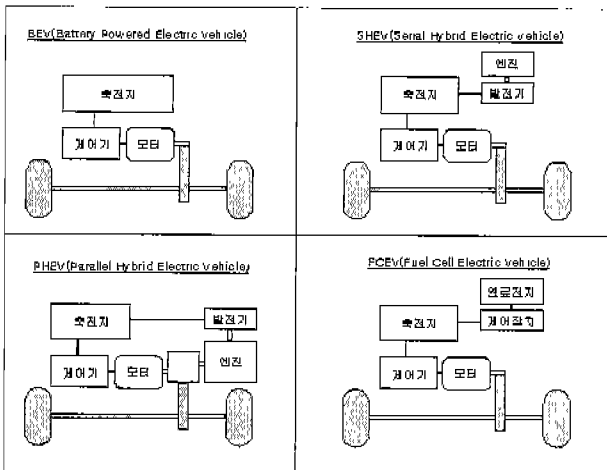 BEV(Battery Powered Electric Vehicle)
축전지
제어기
모터
SHEV(Serial Hybrid Electric Vehicle)
엔진
축전지
발전기
제어기
모터
PHEV(Parallel Hybrid Electric Vehicle)
축전지
발전기
제어기
모터
엔진
FCEV(Fuel Cell Electric Vehicle)
연료전지
축전지
제어장치
제어기
모터